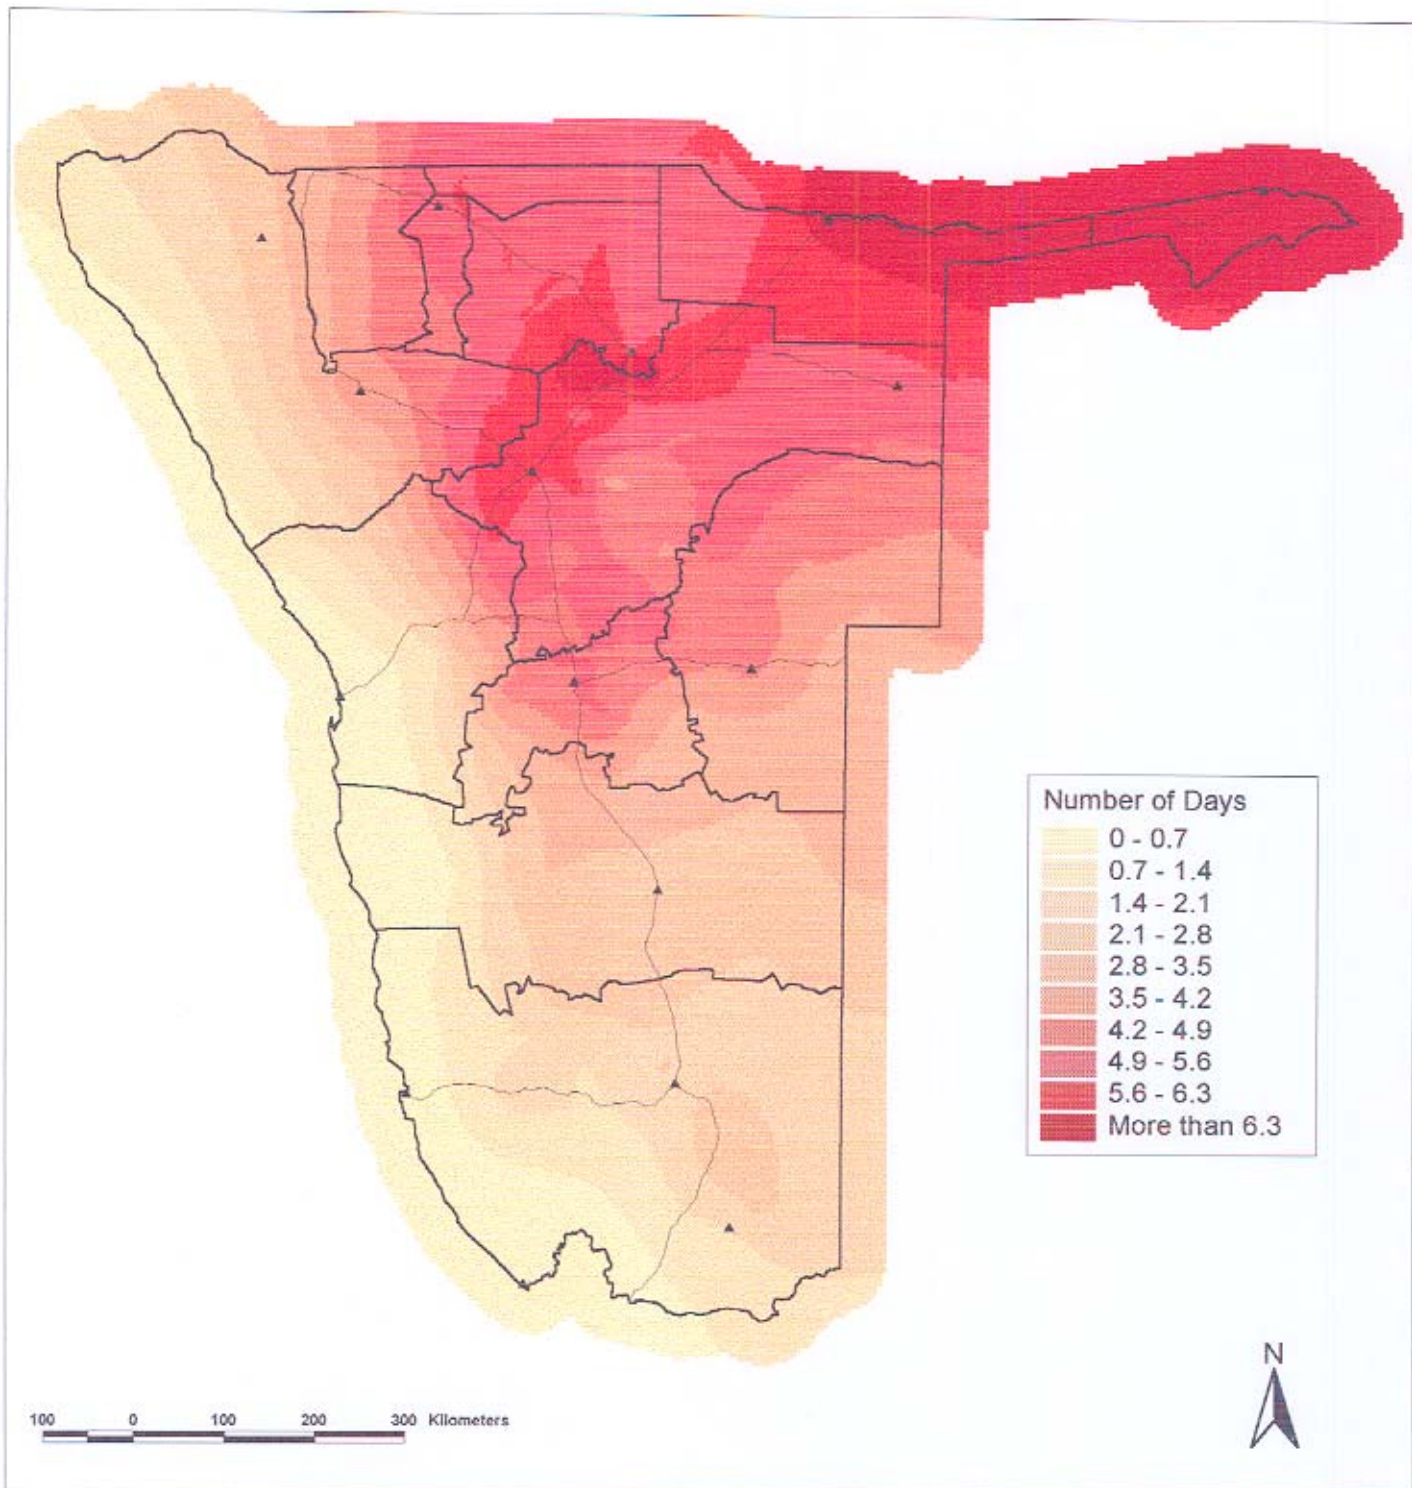 Number of Days
0 - 0.7
0.7 - 1.4
1.4 - 2.1
2.1 - 2.8
2.8 - 3.5
3.5 - 4.2
4.2 - 4.9
4.9 - 5.6
5.6 - 6.3
More than 6.3
N
100 0 100 200 300 Kilometers